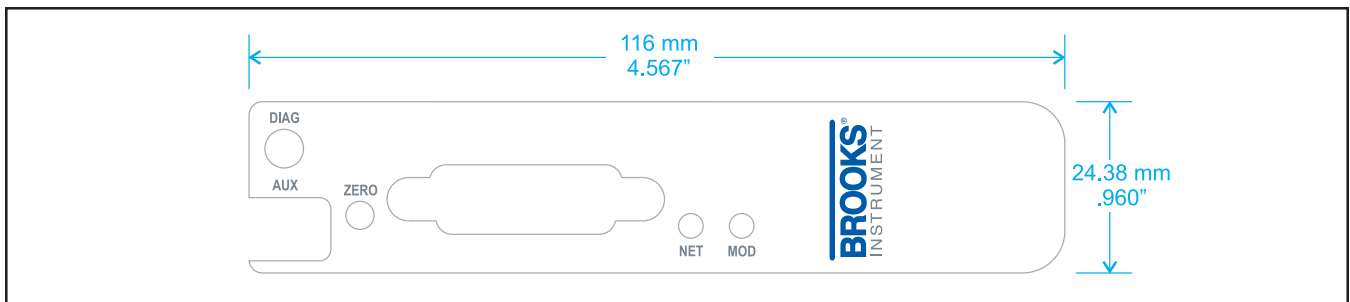 116 mm
4.567”
DIAG
AUX
ZERO
NET
MOD
BROOKS®
INSTRUMENT
24.38 mm
.960”